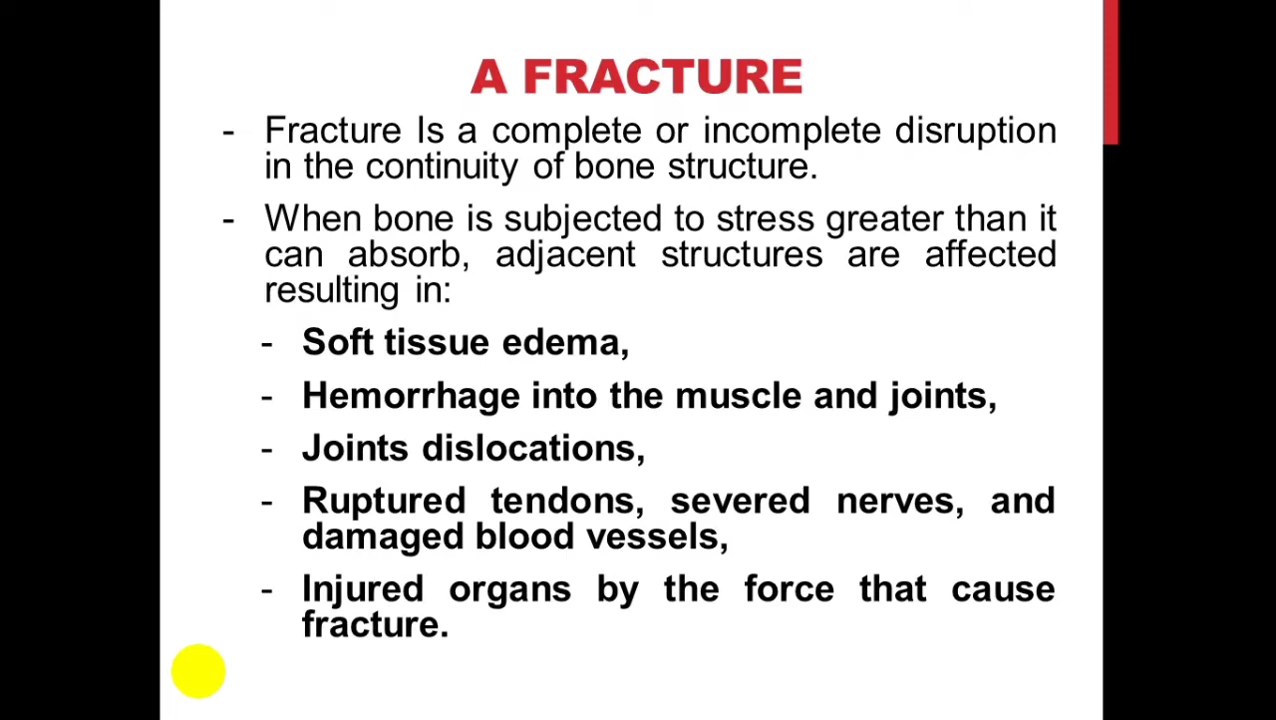 A FRACTURE
- Fracture Is a complete or incomplete disruption
in the continuity of bone structure.
- When bone is subjected to stress greater than it
can absorb, adjacent structures are affected
resulting in:
- Soft tissue edema,
- Hemorrhage into the muscle and joints,
- Joints dislocations,
- Ruptured tendons, severed nerves, and
damaged blood vessels,
- Injured organs by the force that cause
fracture.